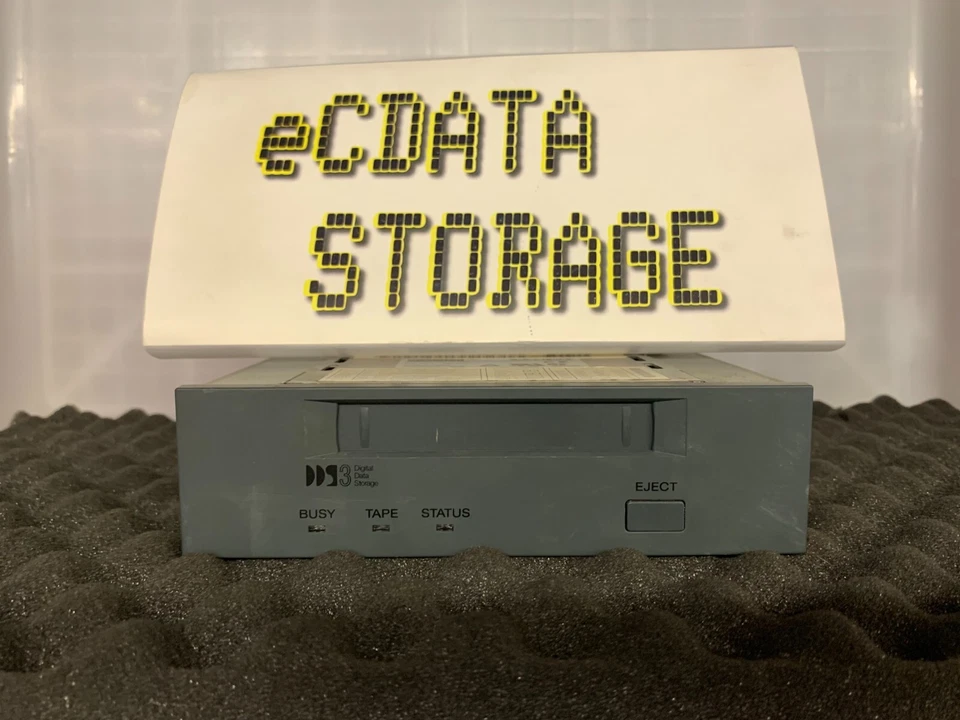 eCDATA
STORAGE
DDS3 Digital
Data
Storage
EJECT
BUSY TAPE STATUS